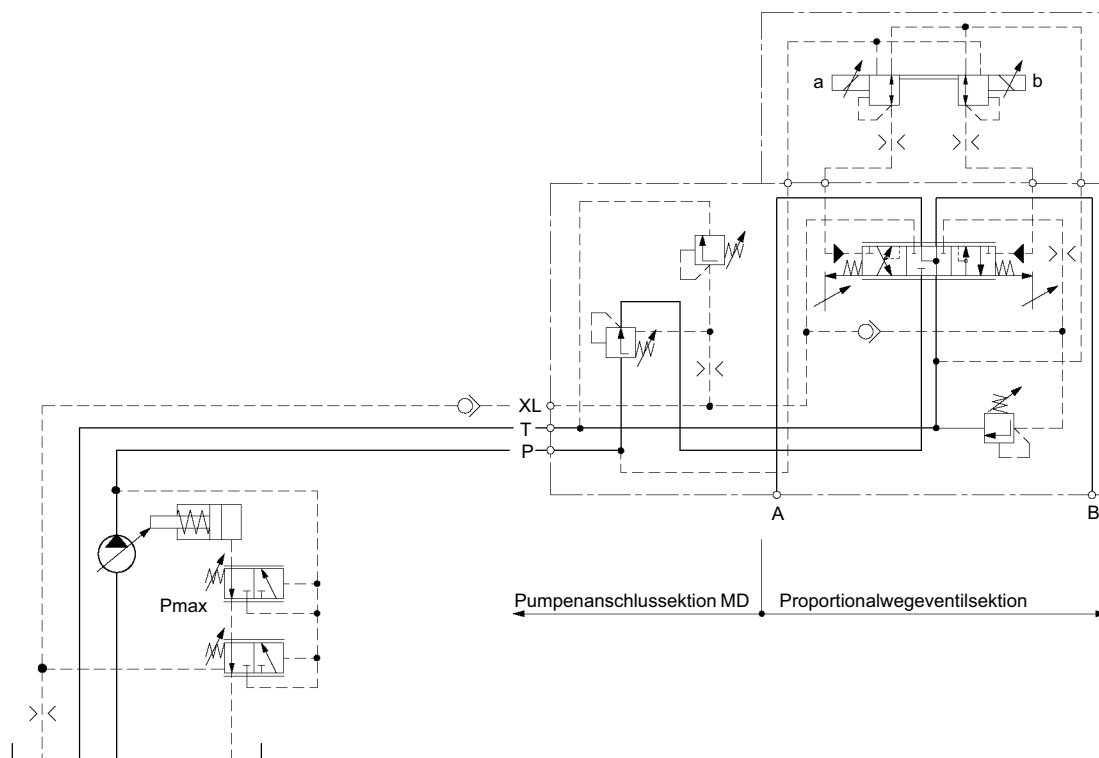 a
b
XL
T
P
A
B
Pmax
Pumpenanschlussektion MD
Proportionalwegeventilsektion